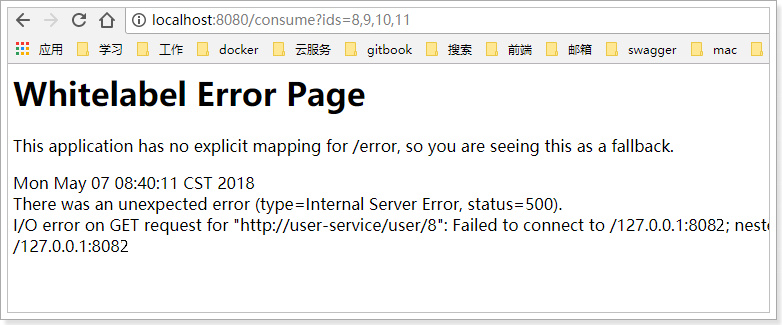 localhost:8080/consume?ids=8,9,10,11
应用 学习 工作 docker 云服务 gitbook 搜索 前端 邮箱 swagger mac
Whitelabel Error Page
This application has no explicit mapping for /error, so you are seeing this as a fallback.
Mon May 07 08:40:11 CST 2018
There was an unexpected error (type=Internal Server Error, status=500).
I/O error on GET request for "http://user-service/user/8": Failed to connect to /127.0.0.1:8082; neste
/127.0.0.1:8082